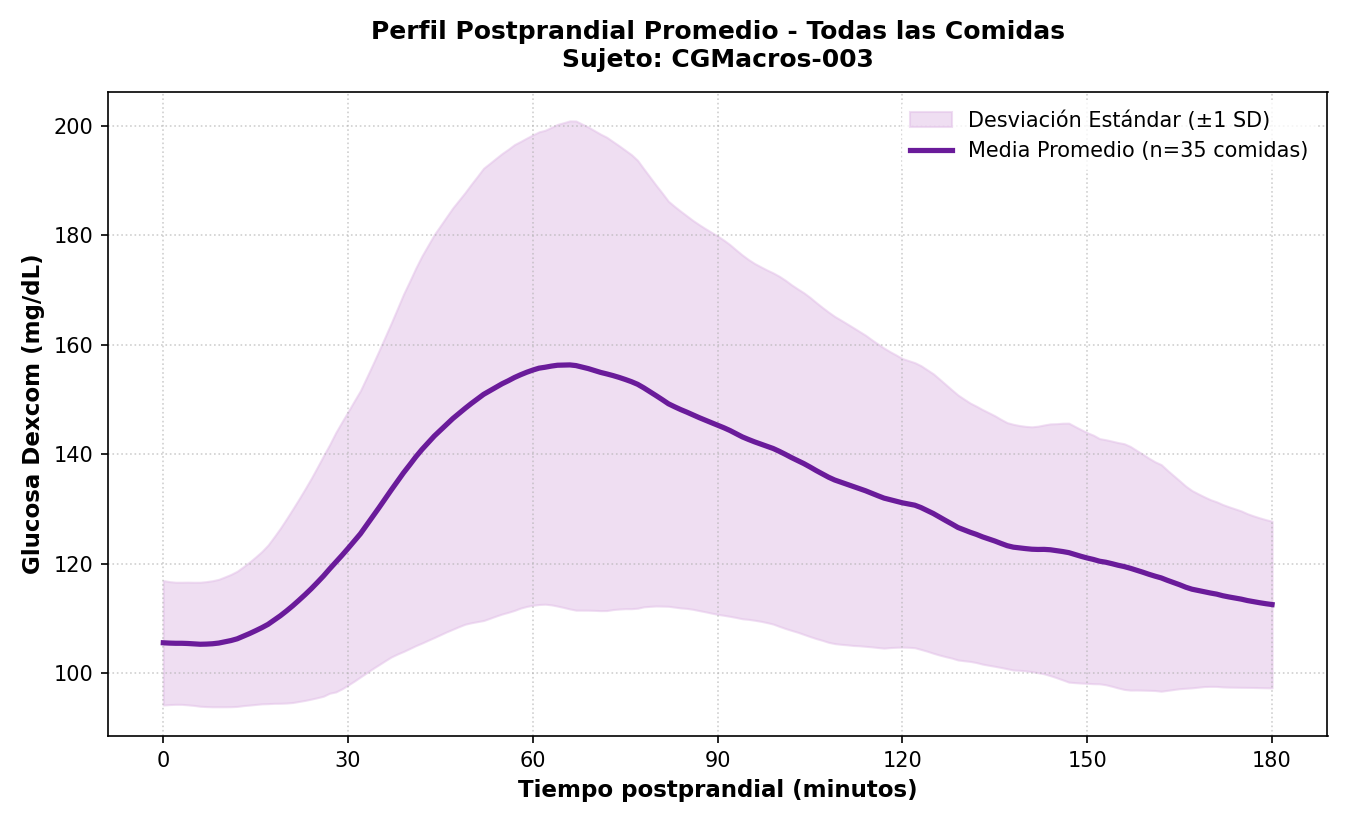 Perfil Postprandial Promedio - Todas las Comidas
Sujeto: CGMacros-003
Desviación Estándar (±1 SD)
Media Promedio (n=35 comidas)
Glucosa Dexcom (mg/dL)
200
180
160
140
120
100
0 30 60 90 120 150 180
Tiempo postprandial (minutos)